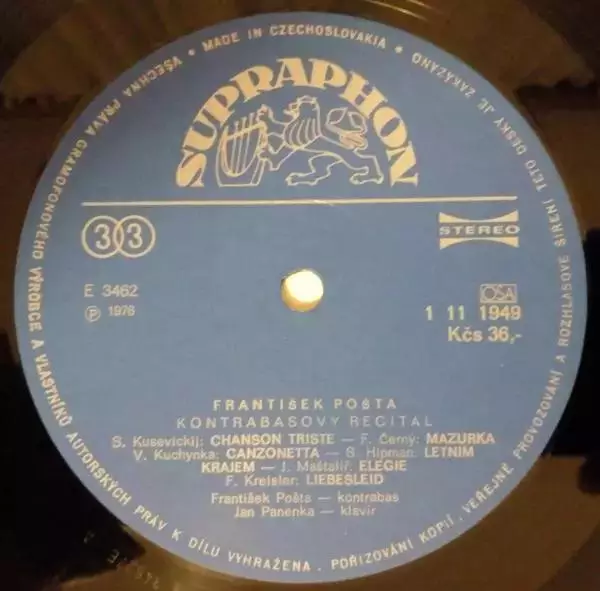 VŠECHNA PRÁVA GRAMOFONOVÉHO VÝROBCE A VLASTNÍKŮ AUTORSKÝCH PRÁV K DÍLU VYHRAŽENA. POŘIZOVÁNÍ KOPIÍ, VEŘEJNÉ PROVOZOVÁNÍ A ROZHLASOVÉ ŠÍŘENÍ TÉTO DESKY JE ZAKÁZÁNO • MADE IN CZECHOSLOVAKIA •
SUPRAPHON
33
STEREO
E 3462
Ⓟ 1976
OSA
1 11 1949
Kčs 36,-
FRANTIŠEK POŠTA
KONTRABASOVÝ RECITAL
S. Kusevickij: CHANSON TRISTE — F. Černý: MAZURKA
V. Kuchynka: CANZONETTA — S. Hipman: LETNÍM
KRAJEM — J. Maštalíř: ELEGIE
F. Kreisler: LIEBESLEID
František Pošta — kontrabas
Jan Panenka — klavír